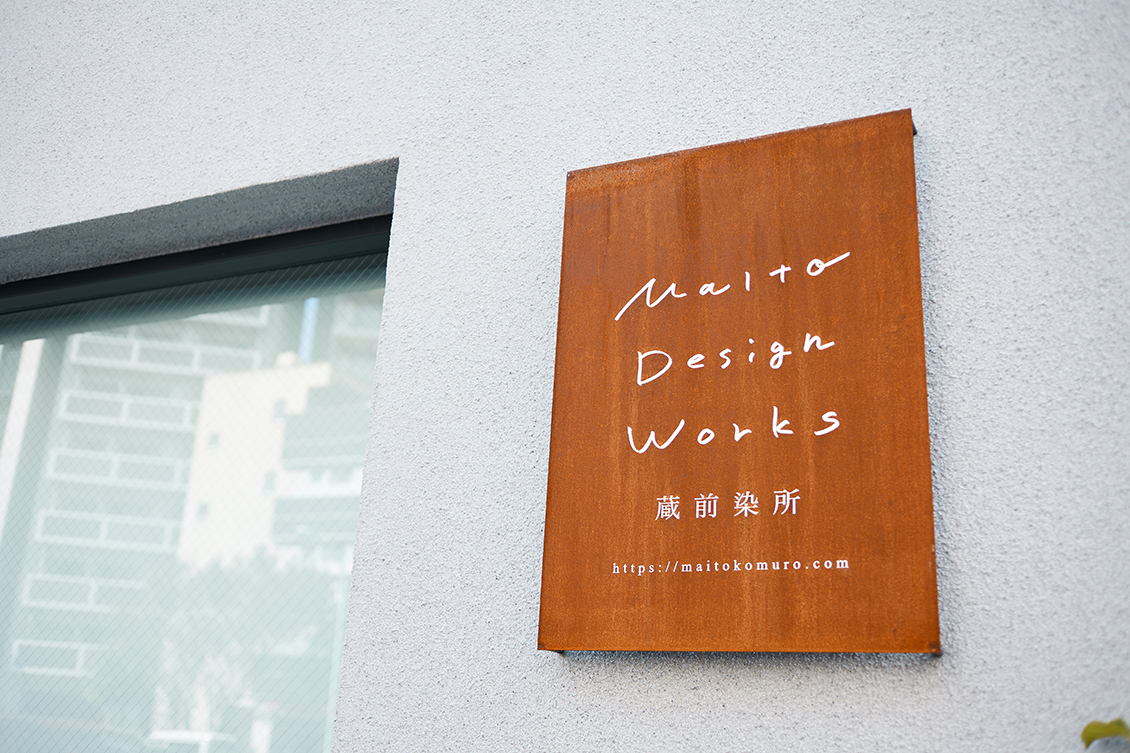 Maito
Design
Works
蔵前染所
https://maitokomuro.com